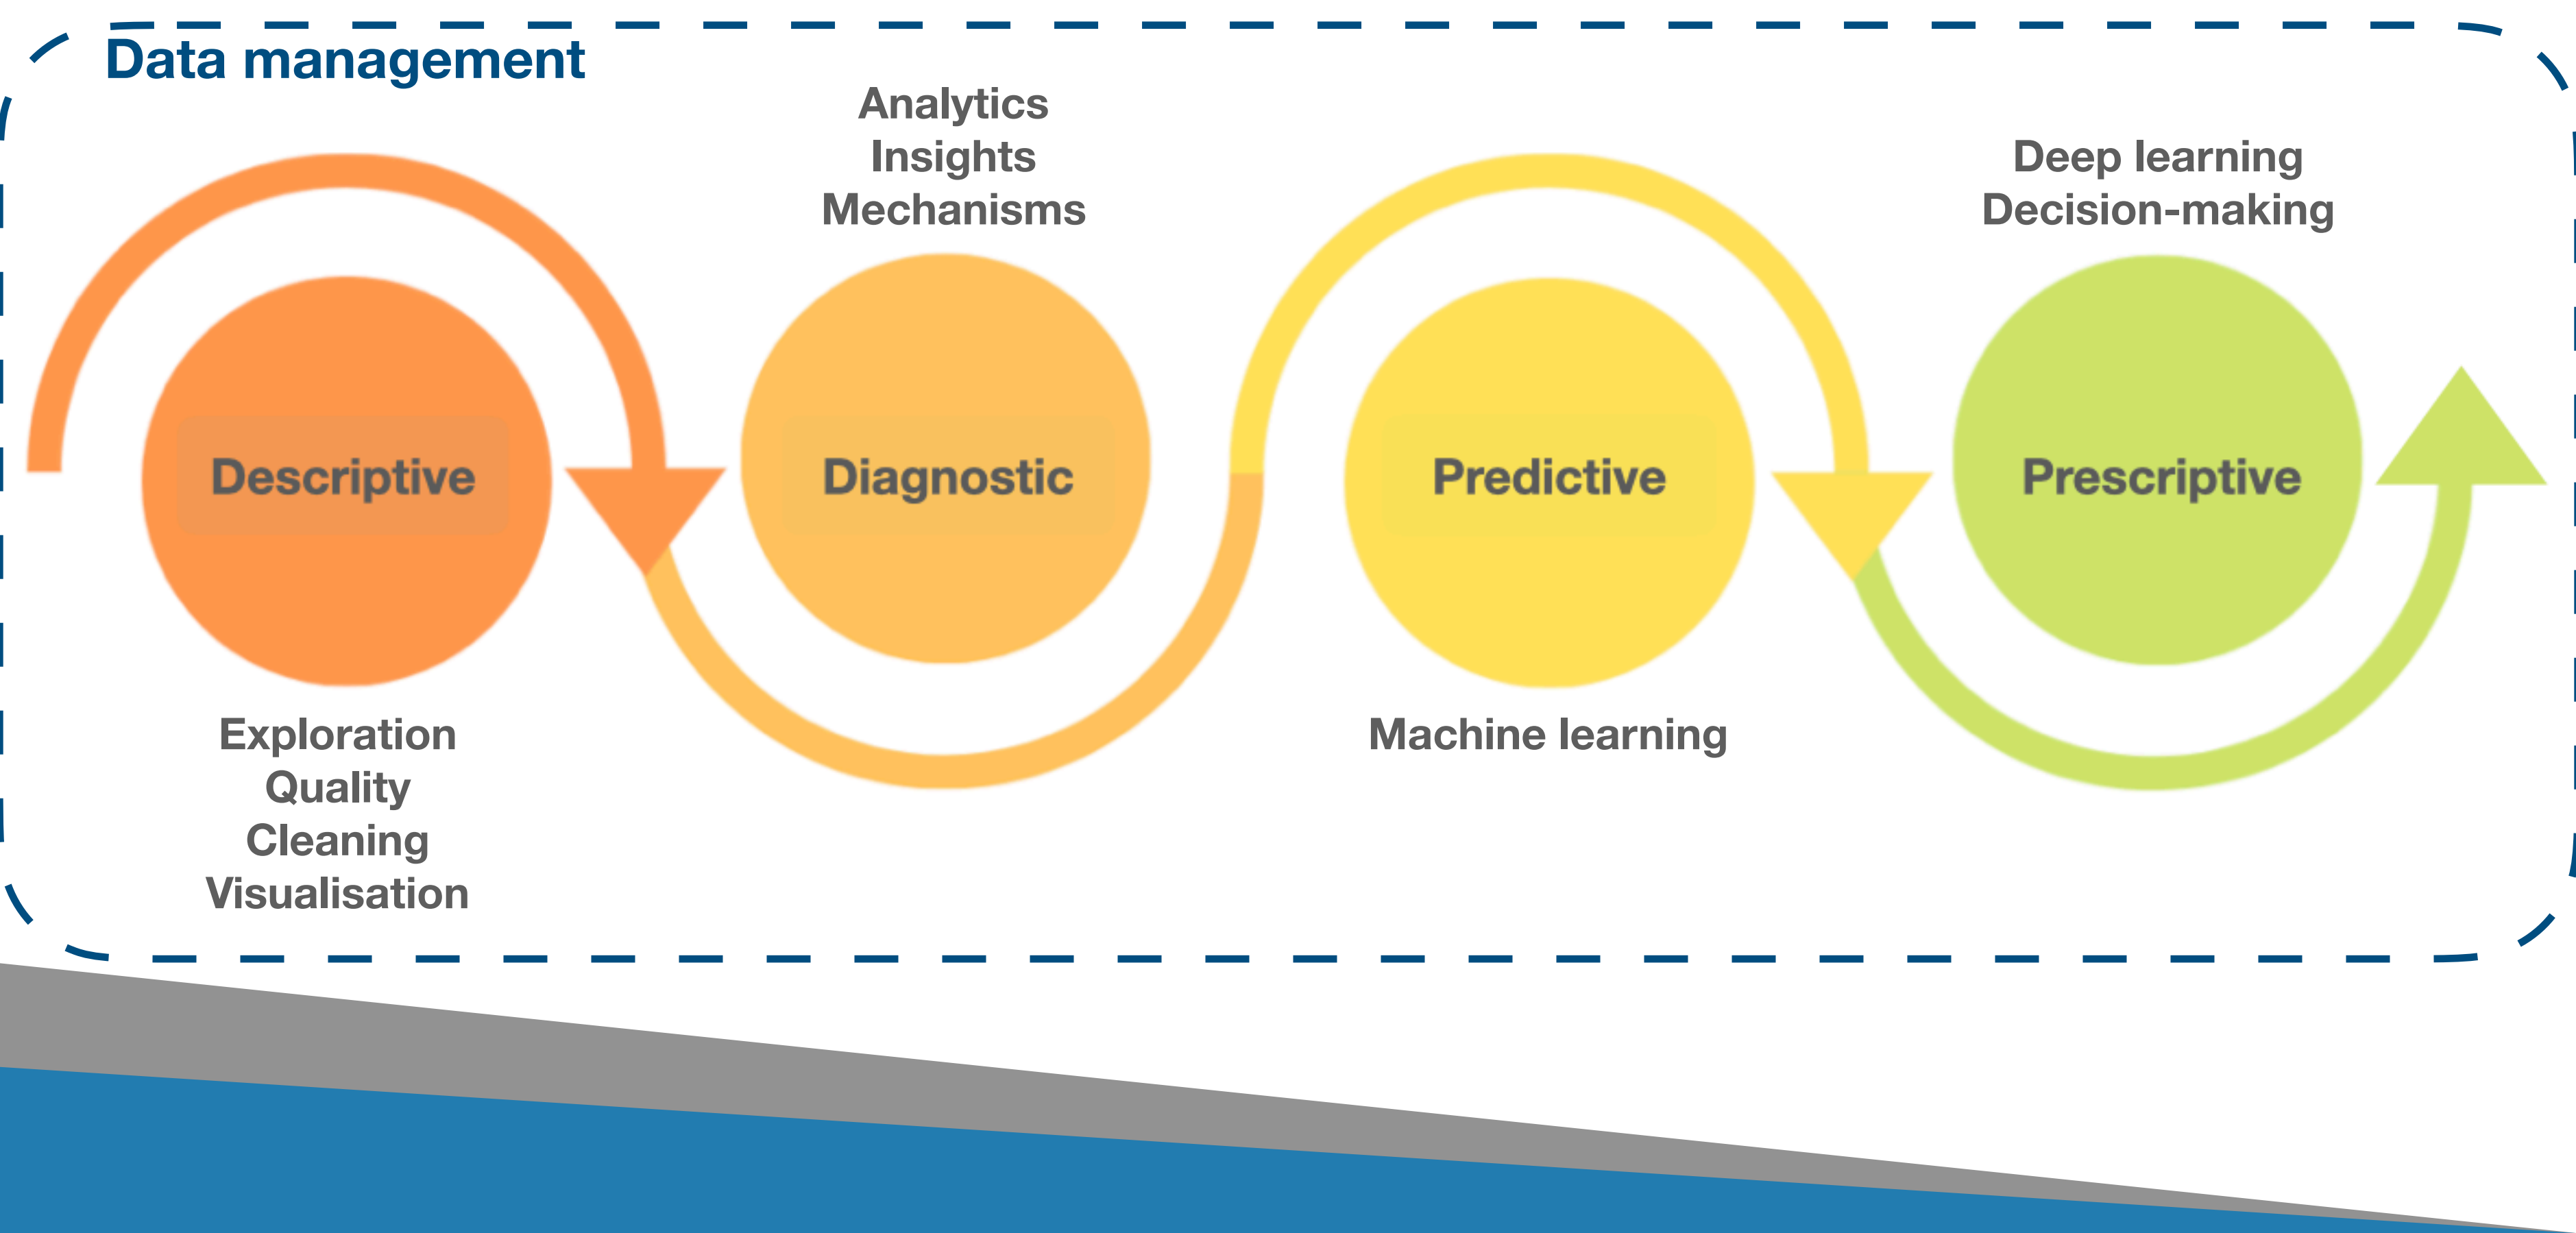 Data management
Descriptive
Exploration
Quality
Cleaning
Visualisation
Analytics
Insights
Mechanisms
Diagnostic
Predictive
Machine learning
Deep learning
Decision-making
Prescriptive